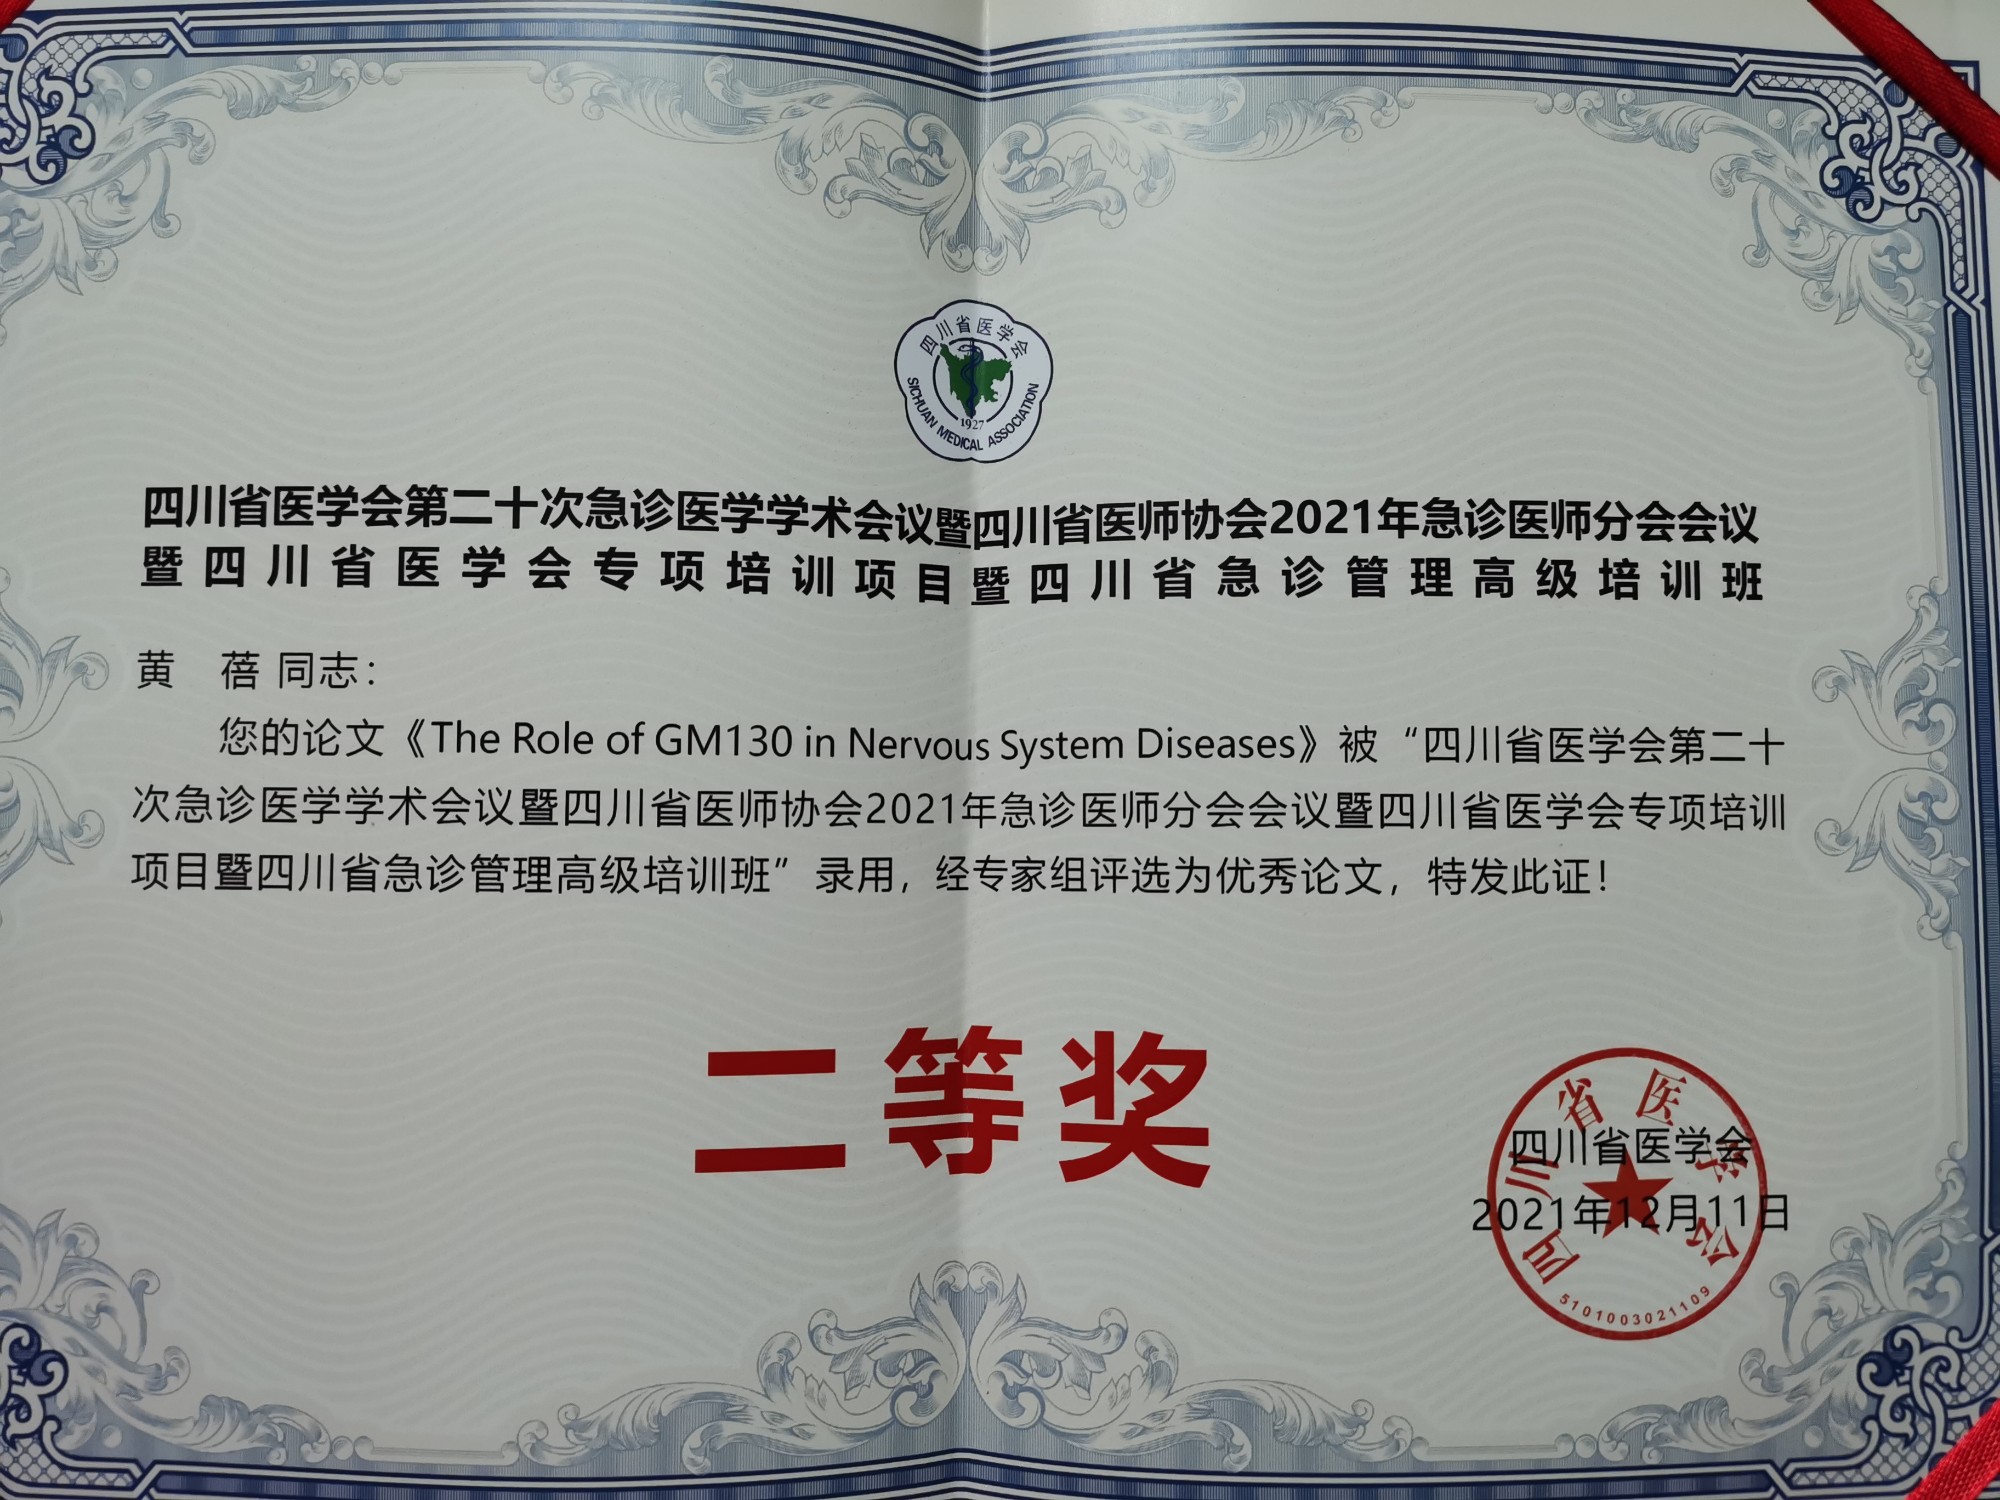 四川省医学会
1927
SICHUAN MEDICAL ASSOCIATION
四川省医学会第二十次急诊医学学术会议暨四川省医师协会2021年急诊医师分会会议
暨四川省医学会专项培训项目暨四川省急诊管理高级培训班
黄 蓓 同志：
您的论文《The Role of GM130 in Nervous System Diseases》被“四川省医学会第二十
次急诊医学学术会议暨四川省医师协会2021年急诊医师分会会议暨四川省医学会专项培训
项目暨四川省急诊管理高级培训班”录用，经专家组评选为优秀论文，特发此证！
二等奖
四川省医学会
2021年12月11日
四川省医学会
5101003021109